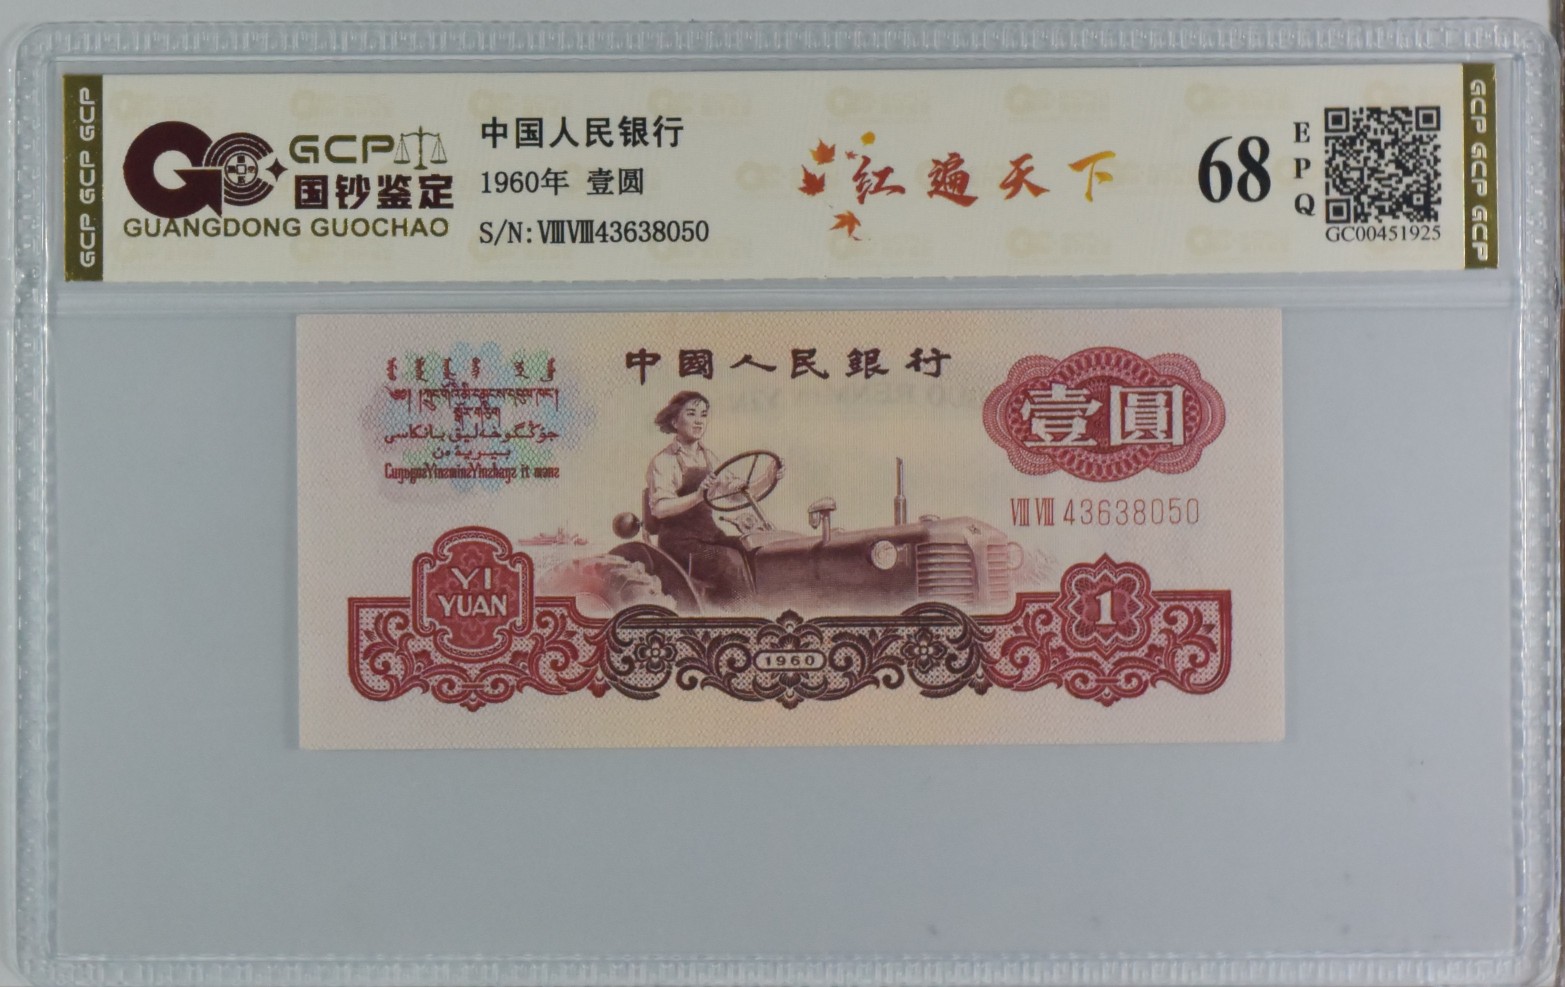 GCP GCP GCP
GCP
国钞鉴定
GUANGDONG GUOCHAO
中国人民银行
1960年 壹圆
S/N: ⅧⅧ43638050
红遍天下
68
EPQ
GC00451925
GCP GCP GCP
中國人民銀行
壹圓
ⅧⅧ 43638050
YI
YUAN
1960
1